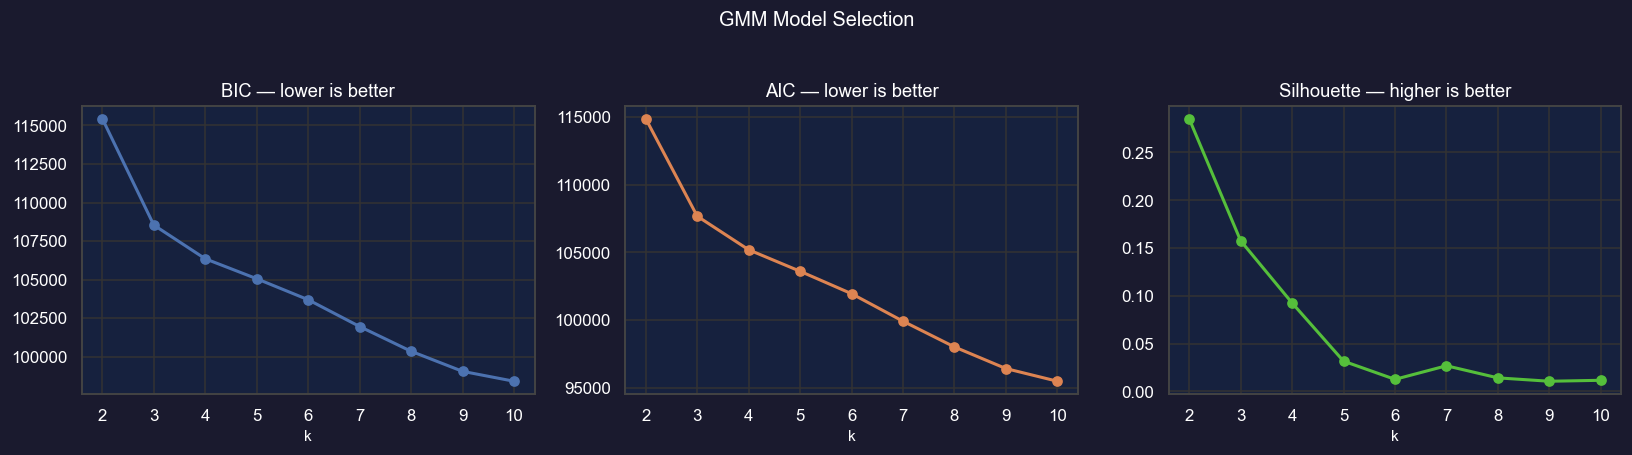 GMM Model Selection
BIC — lower is better
115000
112500
110000
107500
105000
102500
100000
2 3 4 5 6 7 8 9 10
k
AIC — lower is better
115000
110000
105000
100000
95000
2 3 4 5 6 7 8 9 10
k
Silhouette — higher is better
0.25
0.20
0.15
0.10
0.05
0.00
2 3 4 5 6 7 8 9 10
k